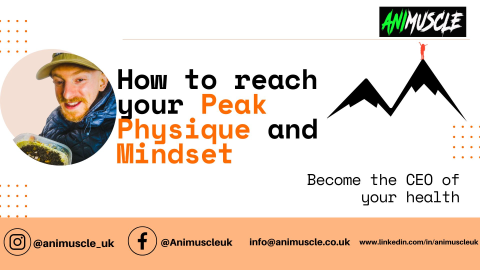 ANIMUSCLE
How to reach
your Peak
Physique and
Mindset
Become the CEO of
your health
@animuscle_uk
@Animuscleuk
info@animuscle.co.uk
www.linkedin.com/in/animuscleuk